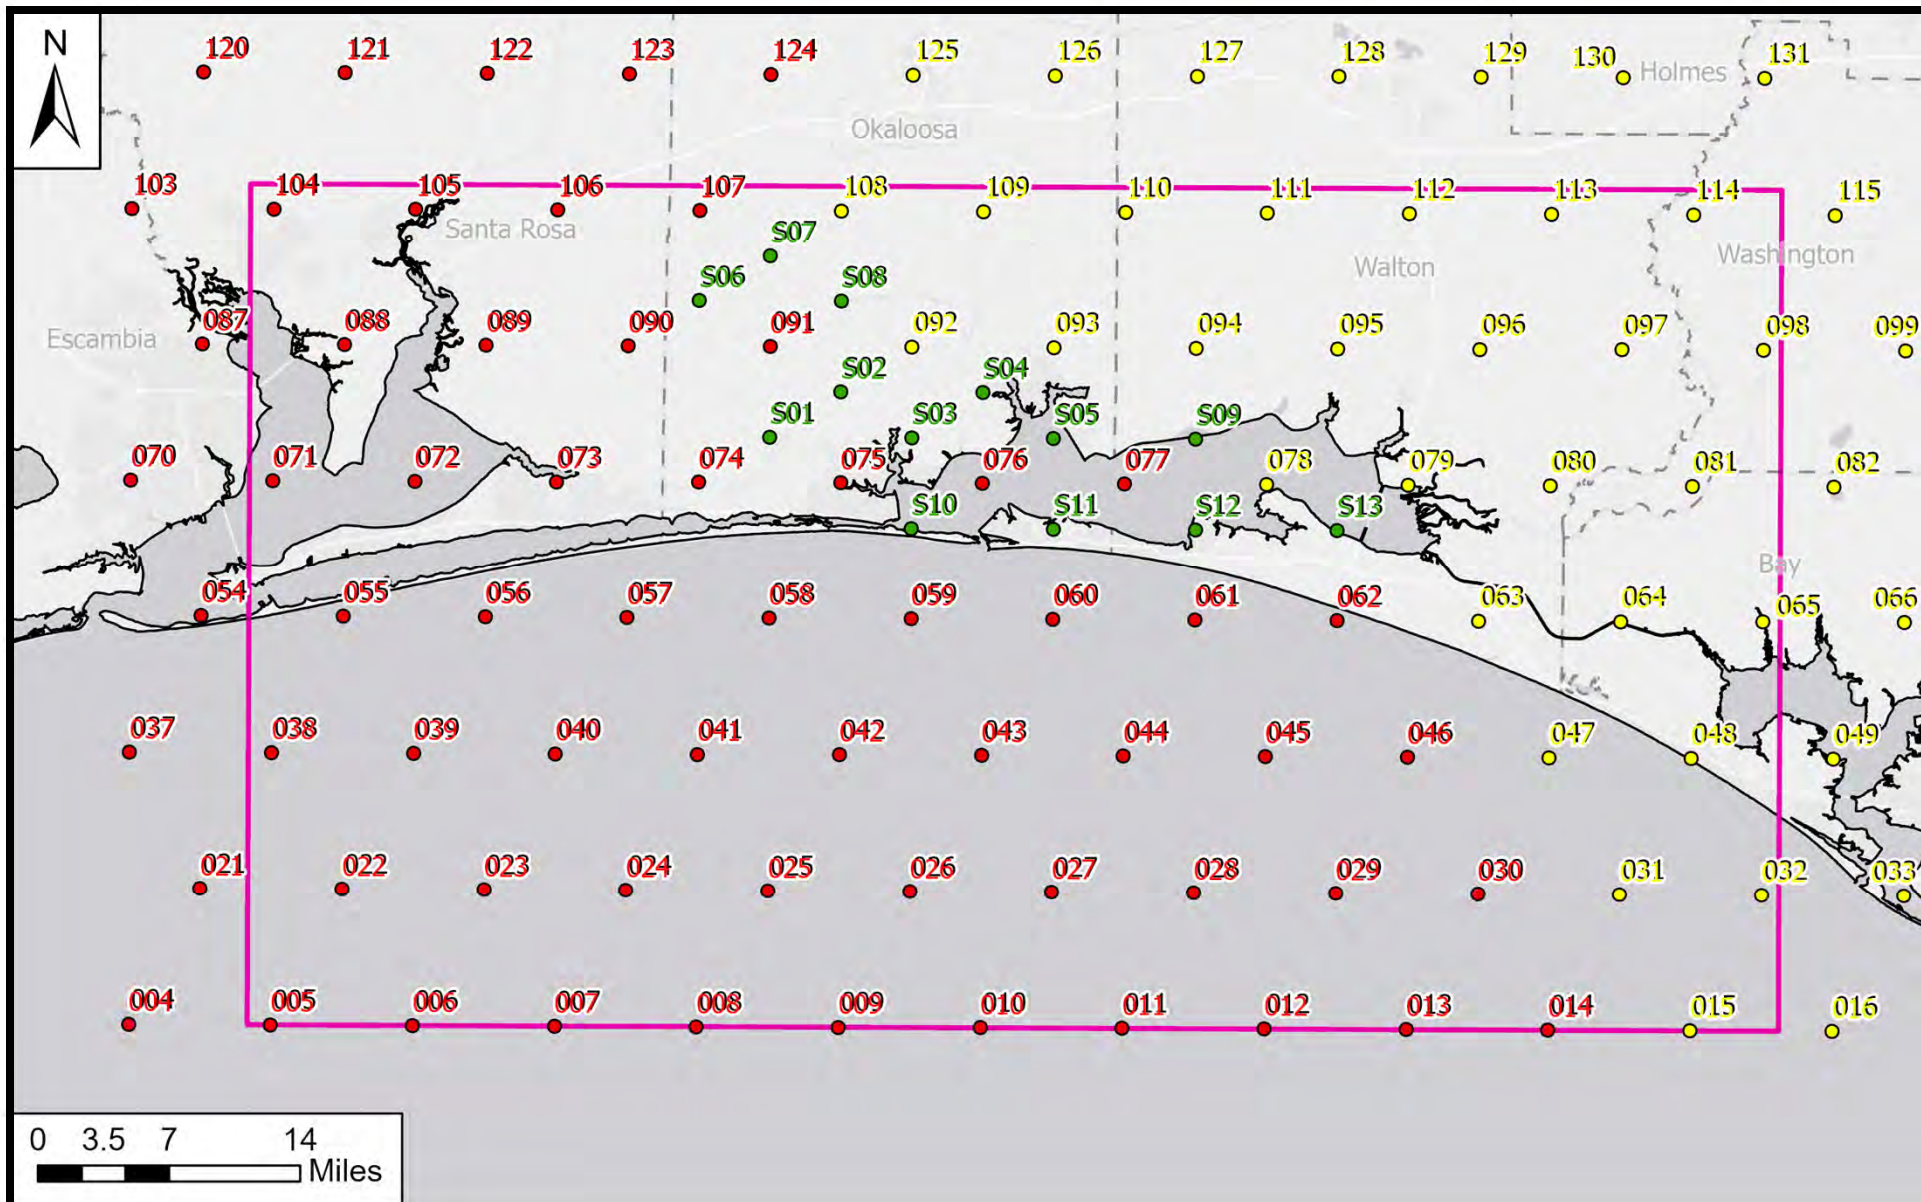 N
120 121 122 123 124 125 126 127 128 129 130 131
Holmes
Okaloosa
103 104 105 106 107 108 109 110 111 112 113 114 115
Santa Rosa
S07
Walton
Washington
S06 S08
Escambia
087 088 089 090 091 092 093 094 095 096 097 098 099
S02 S04
S01 S03 S05 S09
070 071 072 073 074 075 076 077 078 079 080 081 082
S10 S11 S12 S13
Bay
054 055 056 057 058 059 060 061 062 063 064 065 066
037 038 039 040 041 042 043 044 045 046 047 048 049
021 022 023 024 025 026 027 028 029 030 031 032 033
004 005 006 007 008 009 010 011 012 013 014 015 016
0 3.5 7 14
Miles